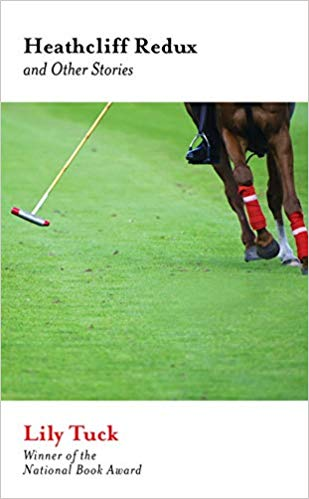 Heathcliff Redux
and Other Stories
Lily Tuck
Winner of the
National Book Award